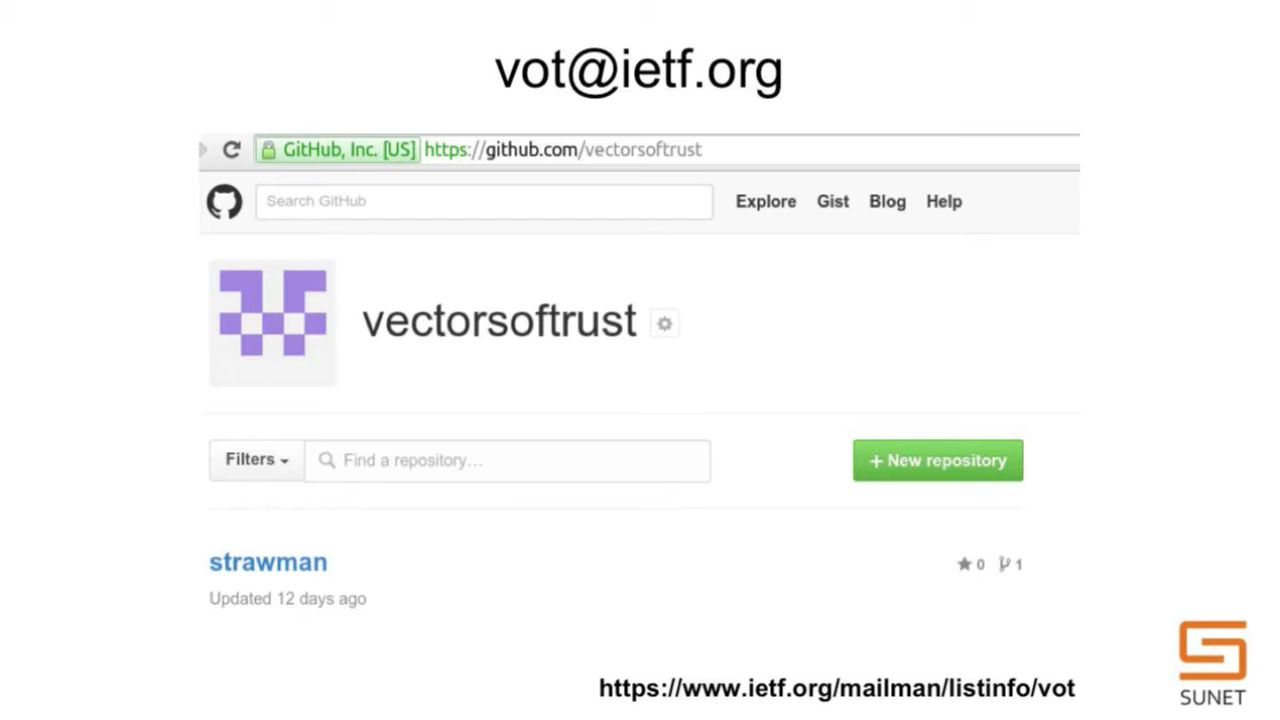 vot@ietf.org
GitHub, Inc. [US] https://github.com/vectorsoftrust
Search GitHub Explore Gist Blog Help
vectorsoftrust
Filters Find a repository... + New repository
strawman 0 1
Updated 12 days ago
https://www.ietf.org/mailman/listinfo/vot
SUNET